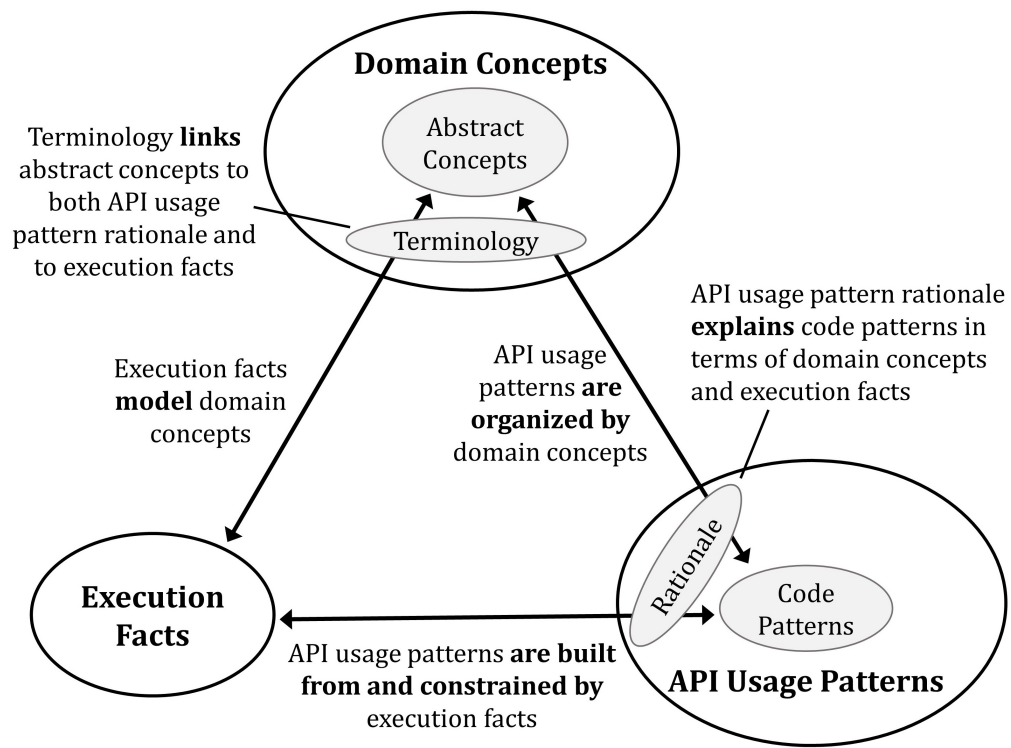 Domain Concepts
Abstract
Concepts
Terminology
Terminology links
abstract concepts to
both API usage
pattern rationale and
to execution facts
API usage pattern rationale
explains code patterns in
terms of domain concepts
and execution facts
Execution facts
model domain
concepts
API usage
patterns are
organized by
domain concepts
Execution
Facts
Rationale
Code
Patterns
API Usage Patterns
API usage patterns are built
from and constrained by
execution facts